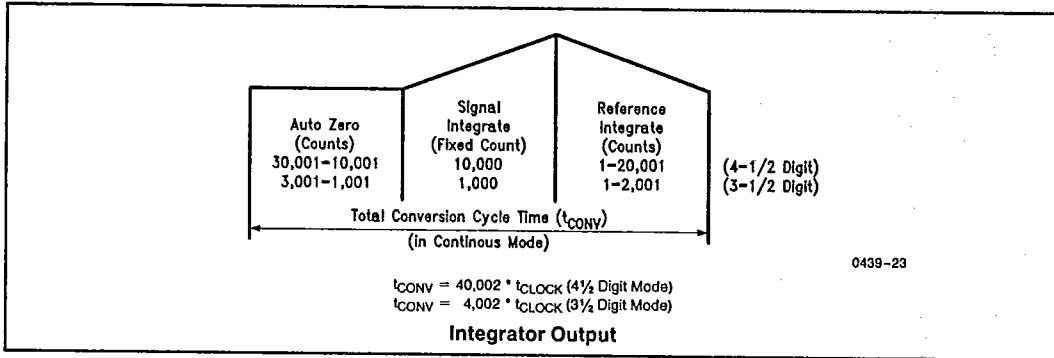 Auto Zero
(Counts)
30,001-10,001
3,001-1,001
Signal
Integrate
(Fixed Count)
10,000
1,000
Reference
Integrate
(Counts)
1-20,001
1-2,001
(4-1/2 Digit)
(3-1/2 Digit)
Total Conversion Cycle Time (tCONV)
(in Continous Mode)
0439-23
tCONV = 40,002 * tCLOCK (4½ Digit Mode)
tCONV = 4,002 * tCLOCK (3½ Digit Mode)
Integrator Output